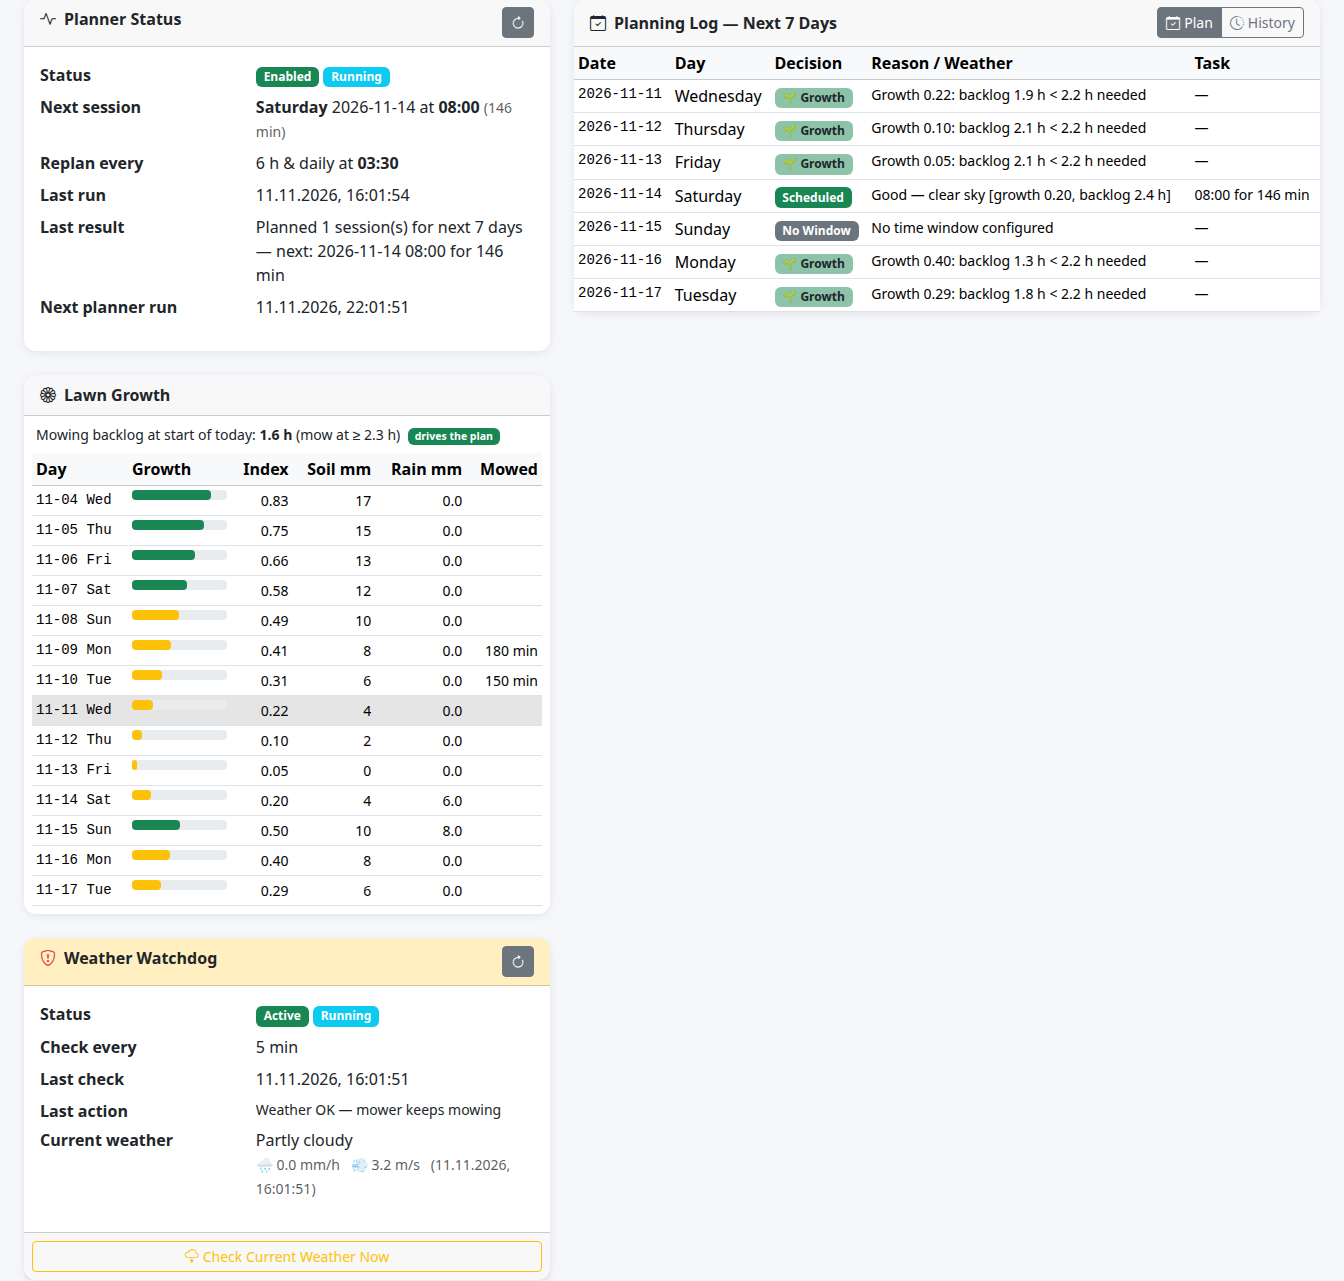 Planner Status
Status Enabled Running
Next session Saturday 2026-11-14 at 08:00 (146
min)
Replan every 6 h & daily at 03:30
Last run 11.11.2026, 16:01:54
Last result Planned 1 session(s) for next 7 days
— next: 2026-11-14 08:00 for 146
min
Next planner run 11.11.2026, 22:01:51
Planning Log — Next 7 Days Plan History
Date Day Decision Reason / Weather Task
2026-11-11 Wednesday 🌱 Growth Growth 0.22: backlog 1.9 h < 2.2 h needed —
2026-11-12 Thursday 🌱 Growth Growth 0.10: backlog 2.1 h < 2.2 h needed —
2026-11-13 Friday 🌱 Growth Growth 0.05: backlog 2.1 h < 2.2 h needed —
2026-11-14 Saturday Scheduled Good — clear sky [growth 0.20, backlog 2.4 h] 08:00 for 146 min
2026-11-15 Sunday No Window No time window configured —
2026-11-16 Monday 🌱 Growth Growth 0.40: backlog 1.3 h < 2.2 h needed —
2026-11-17 Tuesday 🌱 Growth Growth 0.29: backlog 1.8 h < 2.2 h needed —
Lawn Growth
Mowing backlog at start of today: 1.6 h (mow at ≥ 2.3 h) drives the plan
Day Growth Index Soil mm Rain mm Mowed
11-04 Wed 0.83 17 0.0
11-05 Thu 0.75 15 0.0
11-06 Fri 0.66 13 0.0
11-07 Sat 0.58 12 0.0
11-08 Sun 0.49 10 0.0
11-09 Mon 0.41 8 0.0 180 min
11-10 Tue 0.31 6 0.0 150 min
11-11 Wed 0.22 4 0.0
11-12 Thu 0.10 2 0.0
11-13 Fri 0.05 0 0.0
11-14 Sat 0.20 4 6.0
11-15 Sun 0.50 10 8.0
11-16 Mon 0.40 8 0.0
11-17 Tue 0.29 6 0.0
Weather Watchdog
Status Active Running
Check every 5 min
Last check 11.11.2026, 16:01:51
Last action Weather OK — mower keeps mowing
Current weather Partly cloudy
🌧️ 0.0 mm/h 💨 3.2 m/s (11.11.2026,
16:01:51)
Check Current Weather Now